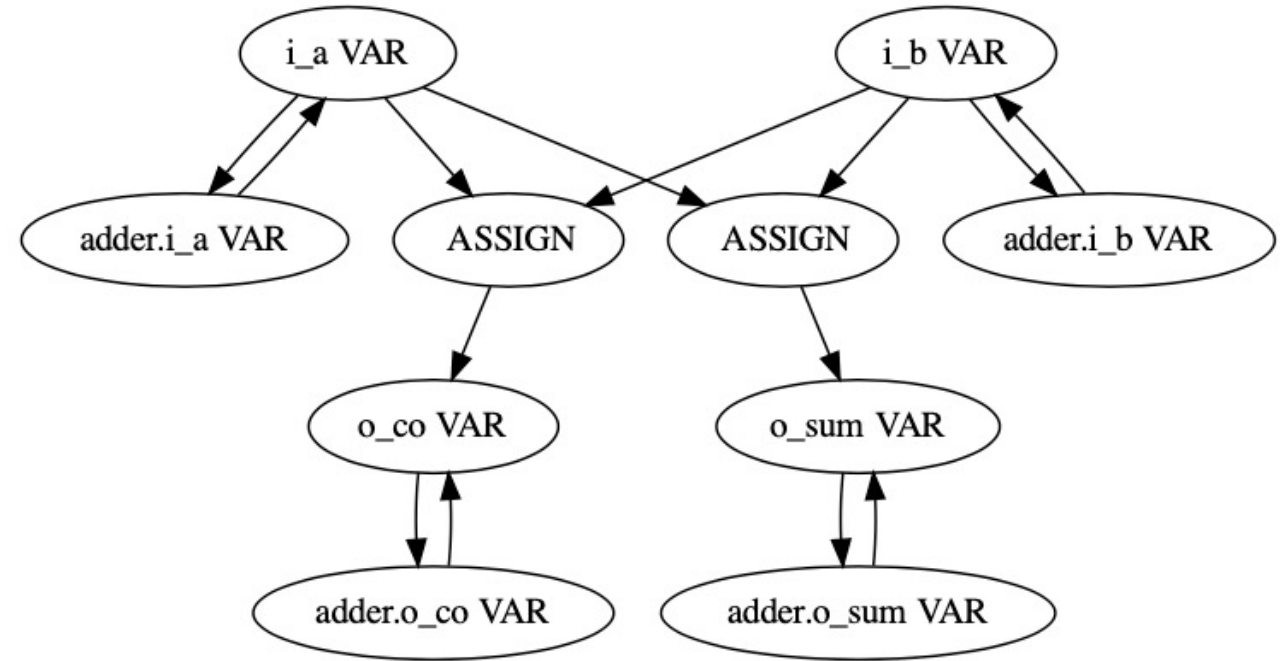 i_a VAR
i_b VAR
adder.i_a VAR
ASSIGN
ASSIGN
adder.i_b VAR
o_co VAR
o_sum VAR
adder.o_co VAR
adder.o_sum VAR